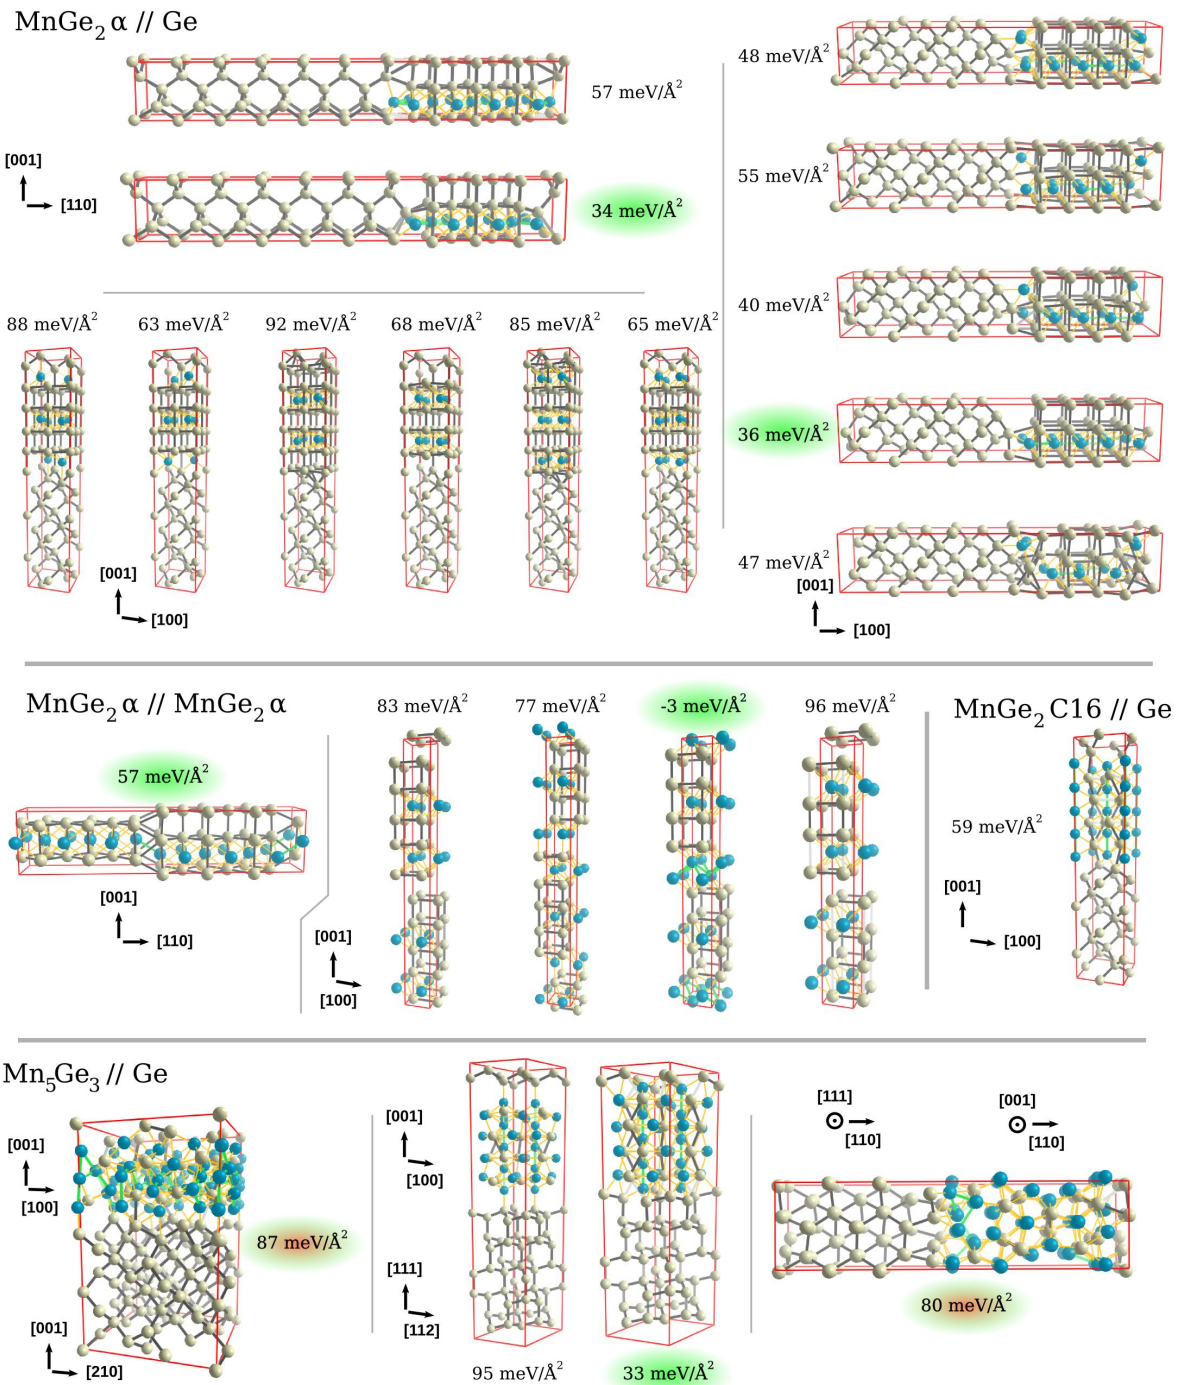 MnGe₂ α // Ge
57 meV/Å²
[001]
[110]
34 meV/Å²
88 meV/Å²
63 meV/Å²
92 meV/Å²
68 meV/Å²
85 meV/Å²
65 meV/Å²
[001]
[100]
48 meV/Å²
55 meV/Å²
40 meV/Å²
36 meV/Å²
47 meV/Å²
[001]
[100]
MnGe₂ α // MnGe₂ α
57 meV/Å²
[001]
[110]
83 meV/Å²
77 meV/Å²
-3 meV/Å²
96 meV/Å²
[001]
[100]
MnGe₂ C16 // Ge
59 meV/Å²
[001]
[100]
Mn₅Ge₃ // Ge
[001]
[100]
87 meV/Å²
[001]
[210]
[001]
[100]
[111]
[112]
95 meV/Å²
33 meV/Å²
[111]
[110]
[001]
[110]
80 meV/Å²